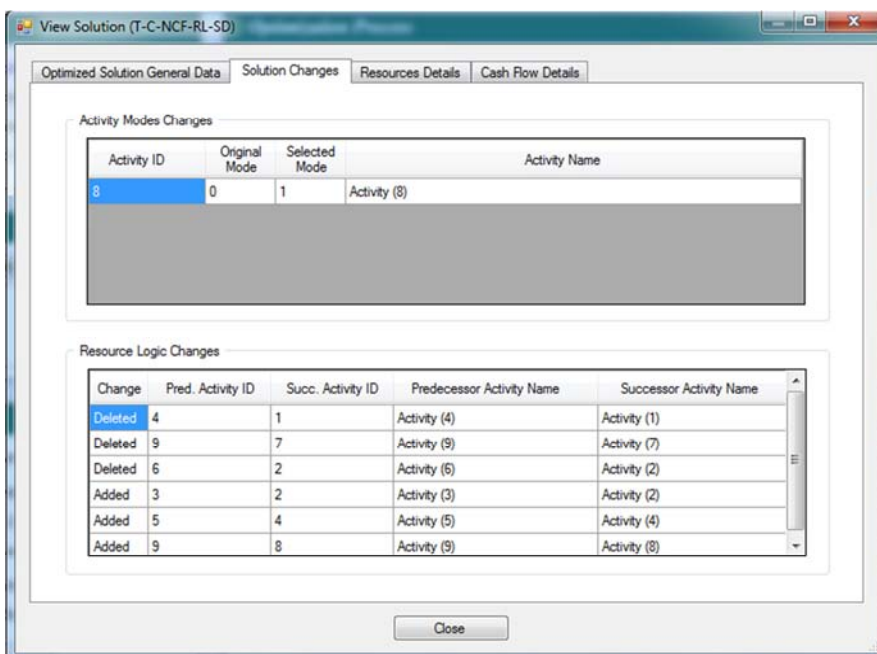 View Solution (T-C-NCF-RL-SD)
Optimized Solution General Data Solution Changes Resources Details Cash Flow Details
Activity Modes Changes
Activity ID Original Mode Selected Mode Activity Name
8 0 1 Activity (8)
Resource Logic Changes
Change Pred. Activity ID Succ. Activity ID Predecessor Activity Name Successor Activity Name
Deleted 4 1 Activity (4) Activity (1)
Deleted 9 7 Activity (9) Activity (7)
Deleted 6 2 Activity (6) Activity (2)
Added 3 2 Activity (3) Activity (2)
Added 5 4 Activity (5) Activity (4)
Added 9 8 Activity (9) Activity (8)
Close